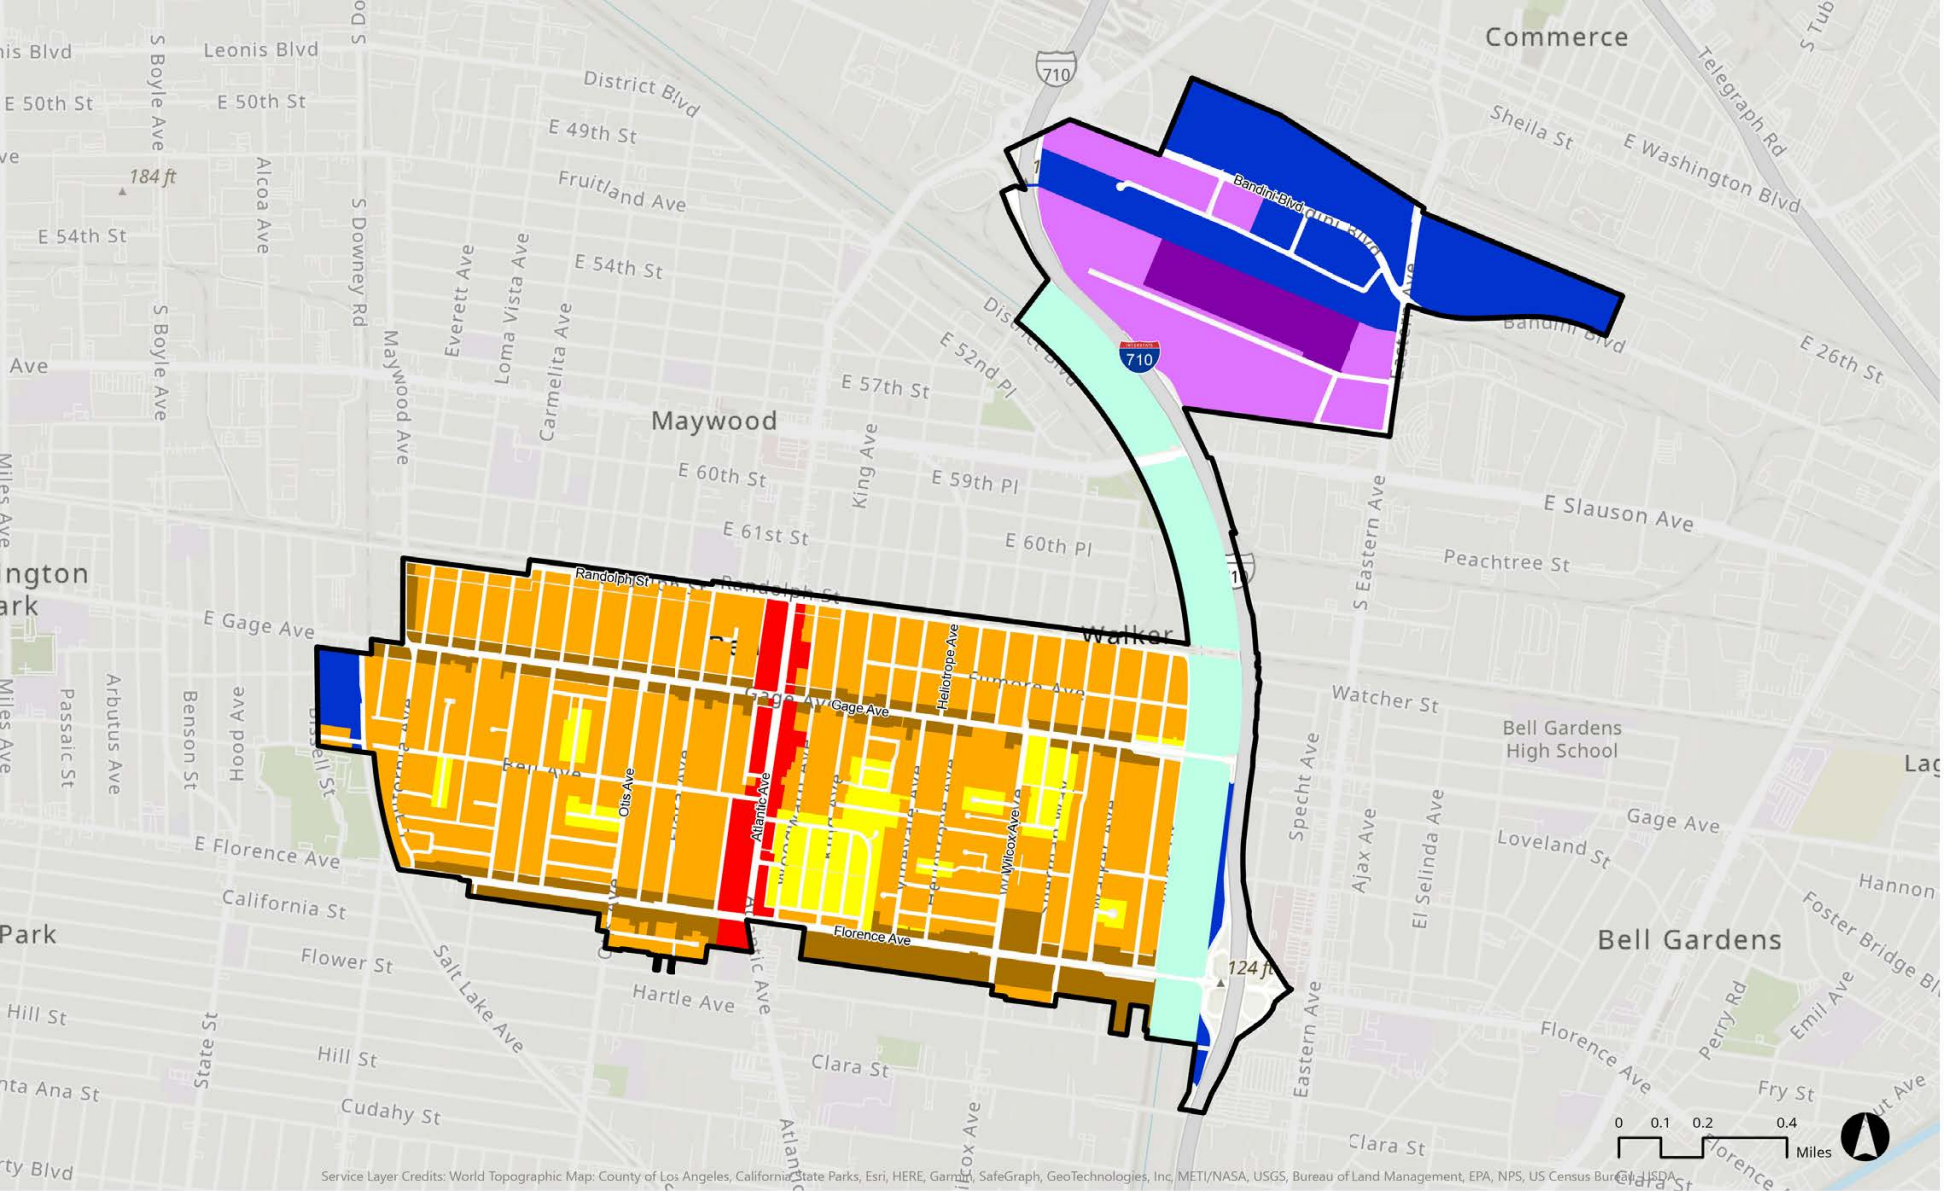 Commerce
Leonis Blvd
S Boyle Ave
E 50th St
E 50th St
District Blvd
710
Telegraph Rd
Sheila St
E Washington Blvd
E 49th St
184 ft
Alcoa Ave
Fruitland Ave
S Downey Rd
Bandini Blvd
E 54th St
Everett Ave
Loma Vista Ave
E 54th St
S Boyle Ave
Carmelita Ave
Maywood Ave
E 52nd Pl
710
Bandini Blvd
E 26th St
Ave
E 57th St
Maywood
King Ave
E 60th St
E 59th Pl
S Eastern Ave
E Slauson Ave
E 61st St
E 60th Pl
Peachtree St
Randolph St
Randolph St
E Gage Ave
Walker
Heliotrope Ave
Watcher St
Bell Gardens
High School
Gage Ave
Gage Ave
Miles Ave
Miles Ave
Passaic St
Arbutus Ave
Benson St
Hood Ave
Bell Ave
Otis Ave
Atlantic Ave
Wilcox Ave
Specht Ave
Ajax Ave
El Selinda Ave
Gage Ave
Loveland St
E Florence Ave
Hannon
Foster Bridge
California St
Park
Flower St
Florence Ave
Bell Gardens
124 ft
Salt Lake Ave
Hartle Ave
Eastern Ave
Perry Rd
Emil Ave
Florence Ave
Hill St
State St
Hill St
Clara St
Fry St
Cudahy St
Clara St
0 0.1 0.2 0.4
Miles
Service Layer Credits: World Topographic Map: County of Los Angeles, California State Parks, Esri, HERE, Garmin, SafeGraph, GeoTechnologies, Inc, METI/NASA, USGS, Bureau of Land Management, EPA, NPS, US Census Bureau, USDA